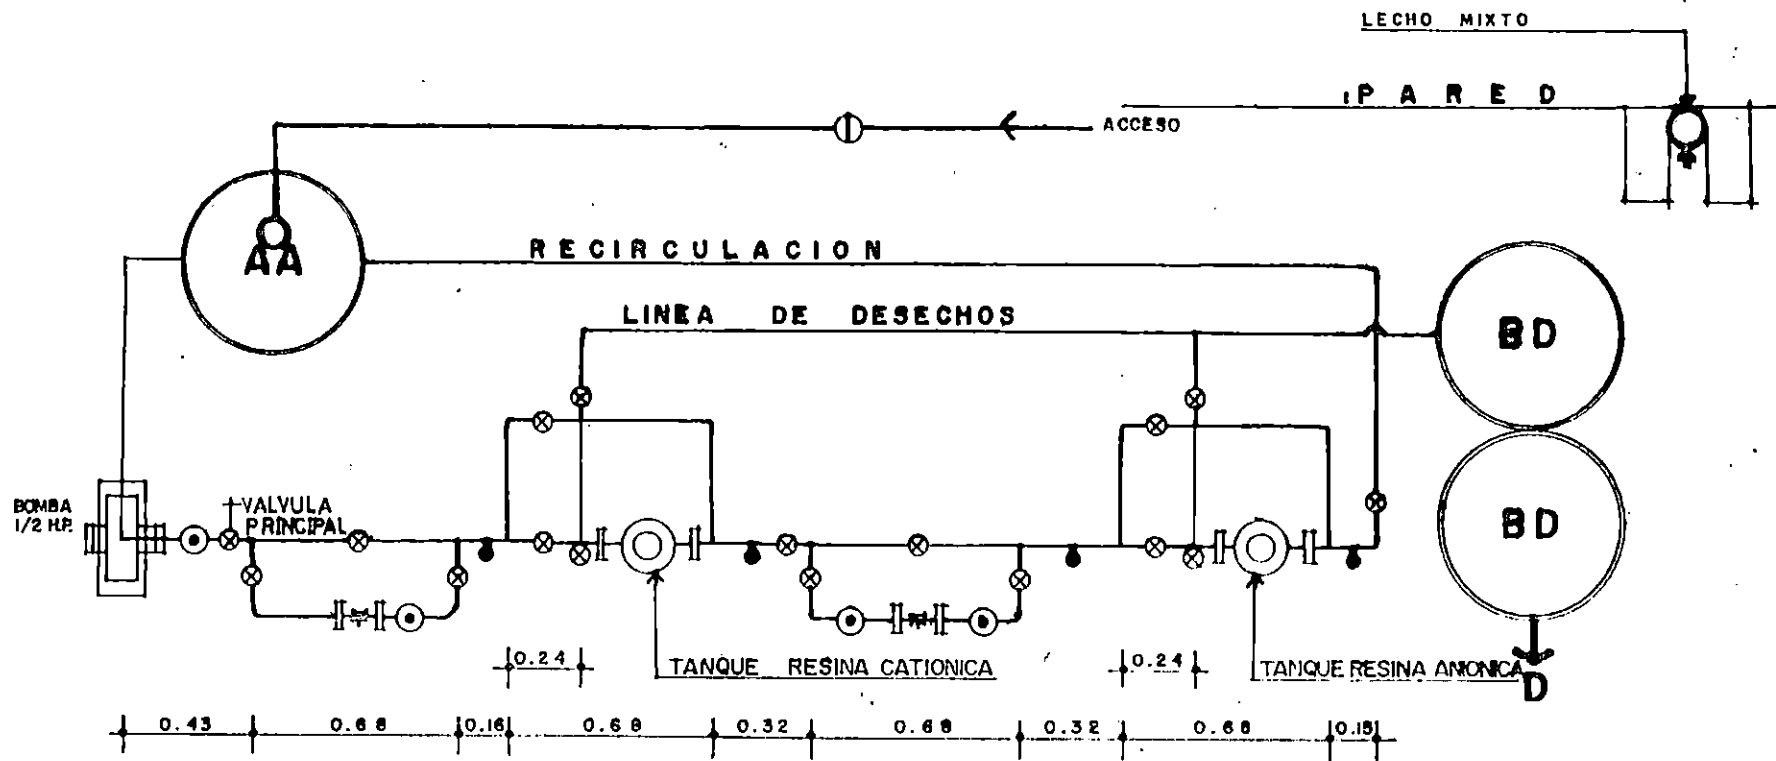 LECHO MIXTO
PARED
ACCESO
AA
RECIRCULACION
LINEA DE DESECHOS
BD
BOMBA
1/2 H.P.
VALVULA
PRINCIPAL
BD
0.24
TANQUE RESINA CATIONICA
0.24
TANQUE RESINA ANIONICA
D
0.43 0.68 0.16 0.68 0.32 0.68 0.32 0.68 0.15